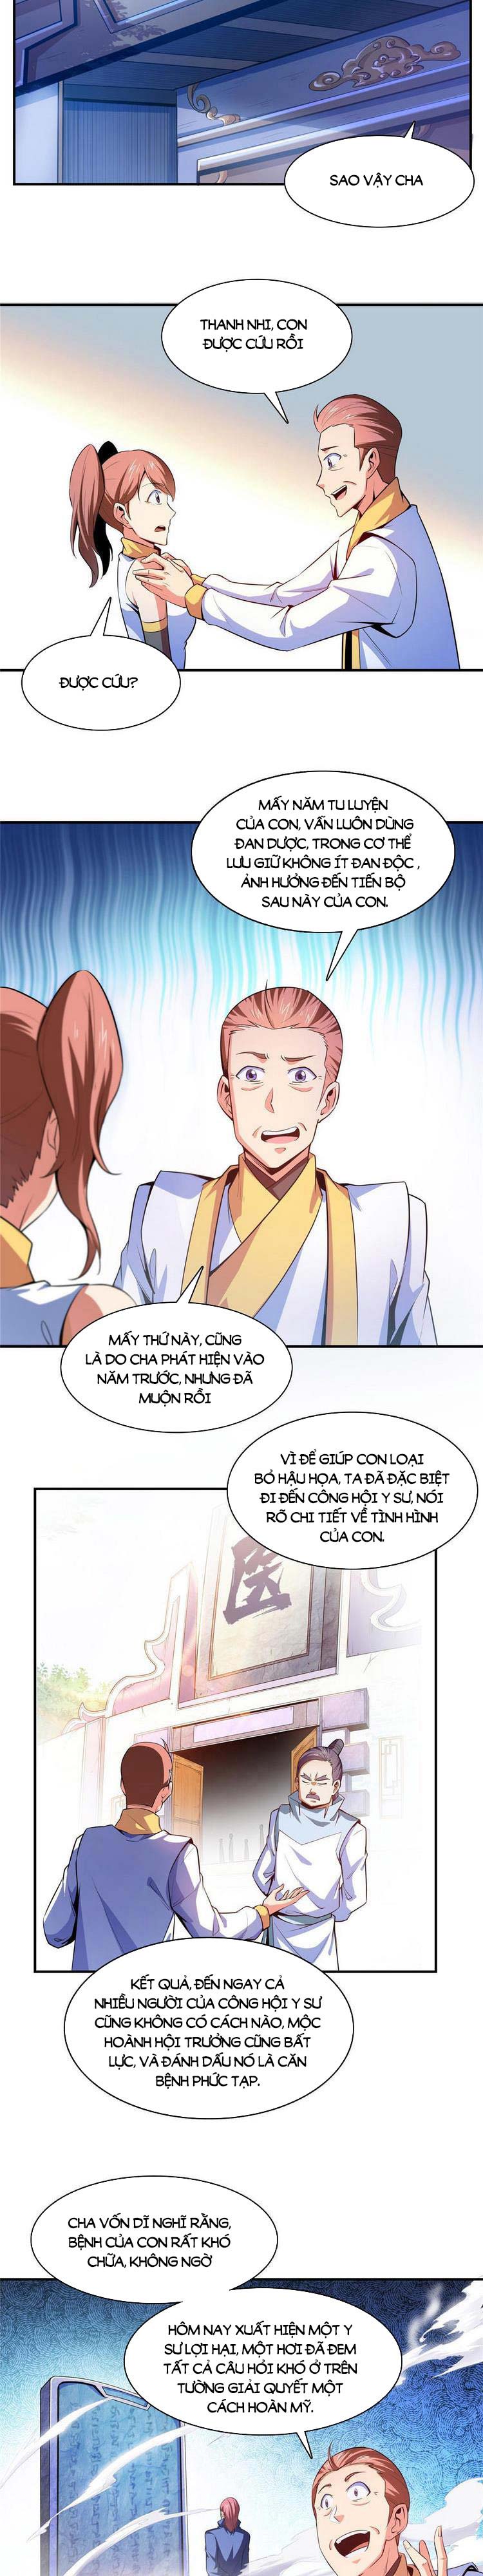 SAO VẬY CHA
THANH NHI, CON
ĐƯỢC CỨU RỒI
ĐƯỢC CỨU?
MẤY NĂM TU LUYỆN
CỦA CON, VẪN LUÔN DÙNG
ĐAN DƯỢC, TRONG CƠ THỂ
LƯU GIỮ KHÔNG ÍT ĐAN ĐỘC ,
ẢNH HƯỞNG ĐẾN TIẾN BỘ
SAU NÀY CỦA CON.
MẤY THỨ NÀY, CŨNG
LÀ DO CHA PHÁT HIỆN VÀO
NĂM TRƯỚC, NHƯNG ĐÃ
MUỘN RỒI
VÌ ĐỂ GIÚP CON LOẠI
BỎ HẬU HỌA, TA ĐÃ ĐẶC BIỆT
ĐI ĐẾN CÔNG HỘI Y SƯ, NÓI
RÕ CHI TIẾT VỀ TÌNH HÌNH
CỦA CON.
医
KẾT QUẢ, ĐẾN NGAY CẢ
NHIỀU NGƯỜI CỦA CÔNG HỘI Y SƯ
CŨNG KHÔNG CÓ CÁCH NÀO, MỘC
HOÀNH HỘI TRƯỞNG CŨNG BẤT
LỰC, VÀ ĐÁNH DẤU NÓ LÀ CĂN
BỆNH PHỨC TẠP.
CHA VỐN DĨ NGHĨ RẰNG,
BỆNH CỦA CON RẤT KHÓ
CHỮA, KHÔNG NGỜ
HÔM NAY XUẤT HIỆN MỘT Y
SƯ LỢI HẠI, MỘT HƠI ĐÃ ĐEM
TẤT CẢ CÂU HỎI KHÓ Ở TRÊN
TƯỜNG GIẢI QUYẾT MỘT
CÁCH HOÀN MỸ.